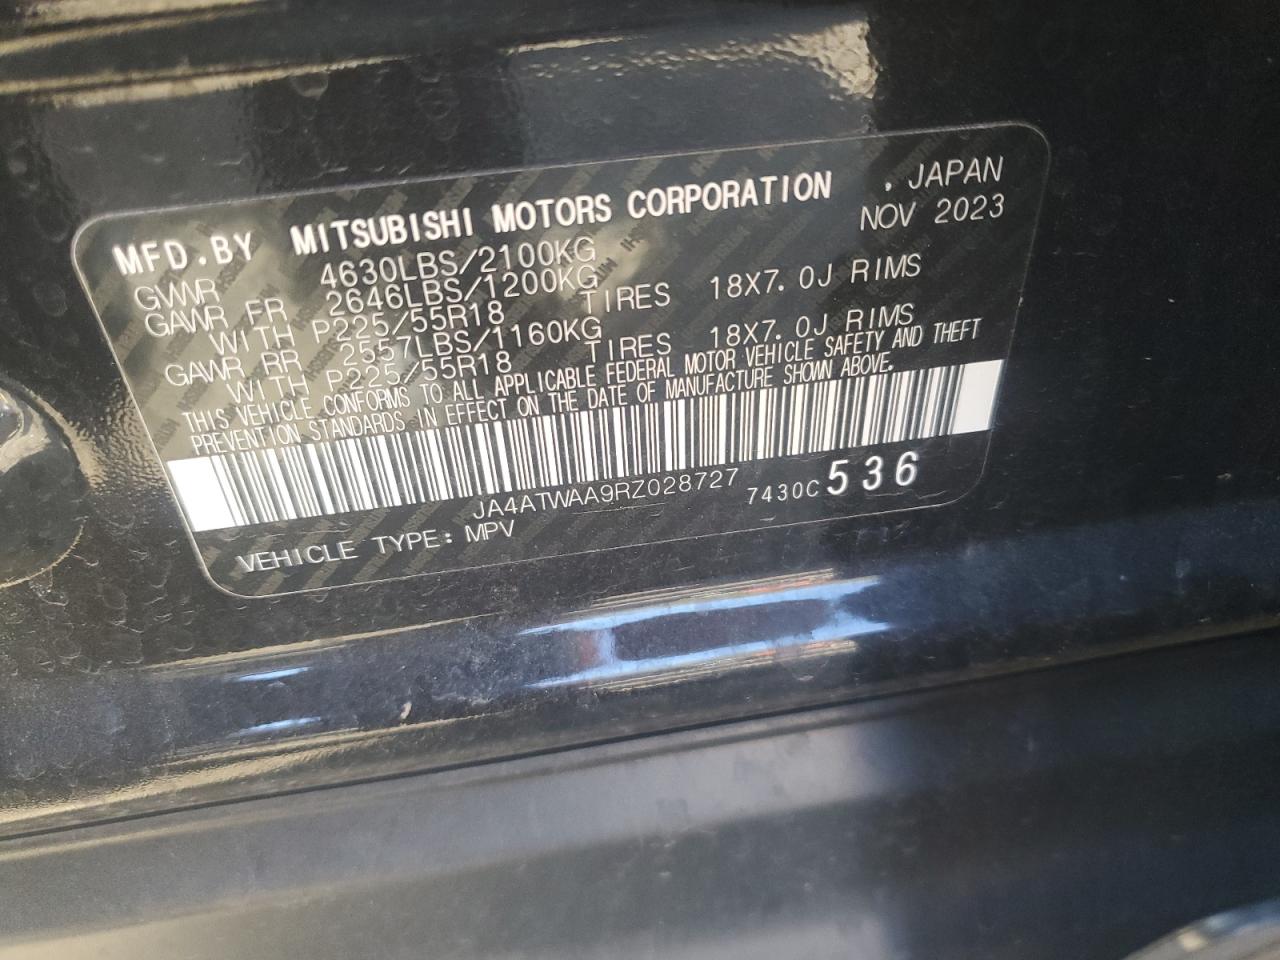 MFD.BY MITSUBISHI MOTORS CORPORATION . JAPAN
NOV 2023
GVWR 4630LBS/2100KG
GAWR FR 2646LBS/1200KG
WITH P225/55R18 TIRES 18X7.0J RIMS
GAWR RR 2557LBS/1160KG
WITH P225/55R18 TIRES 18X7.0J RIMS
THIS VEHICLE CONFORMS TO ALL APPLICABLE FEDERAL MOTOR VEHICLE SAFETY AND THEFT
PREVENTION STANDARDS IN EFFECT ON THE DATE OF MANUFACTURE SHOWN ABOVE.
JA4ATWAA9RZ028727 7430C 536
VEHICLE TYPE: MPV